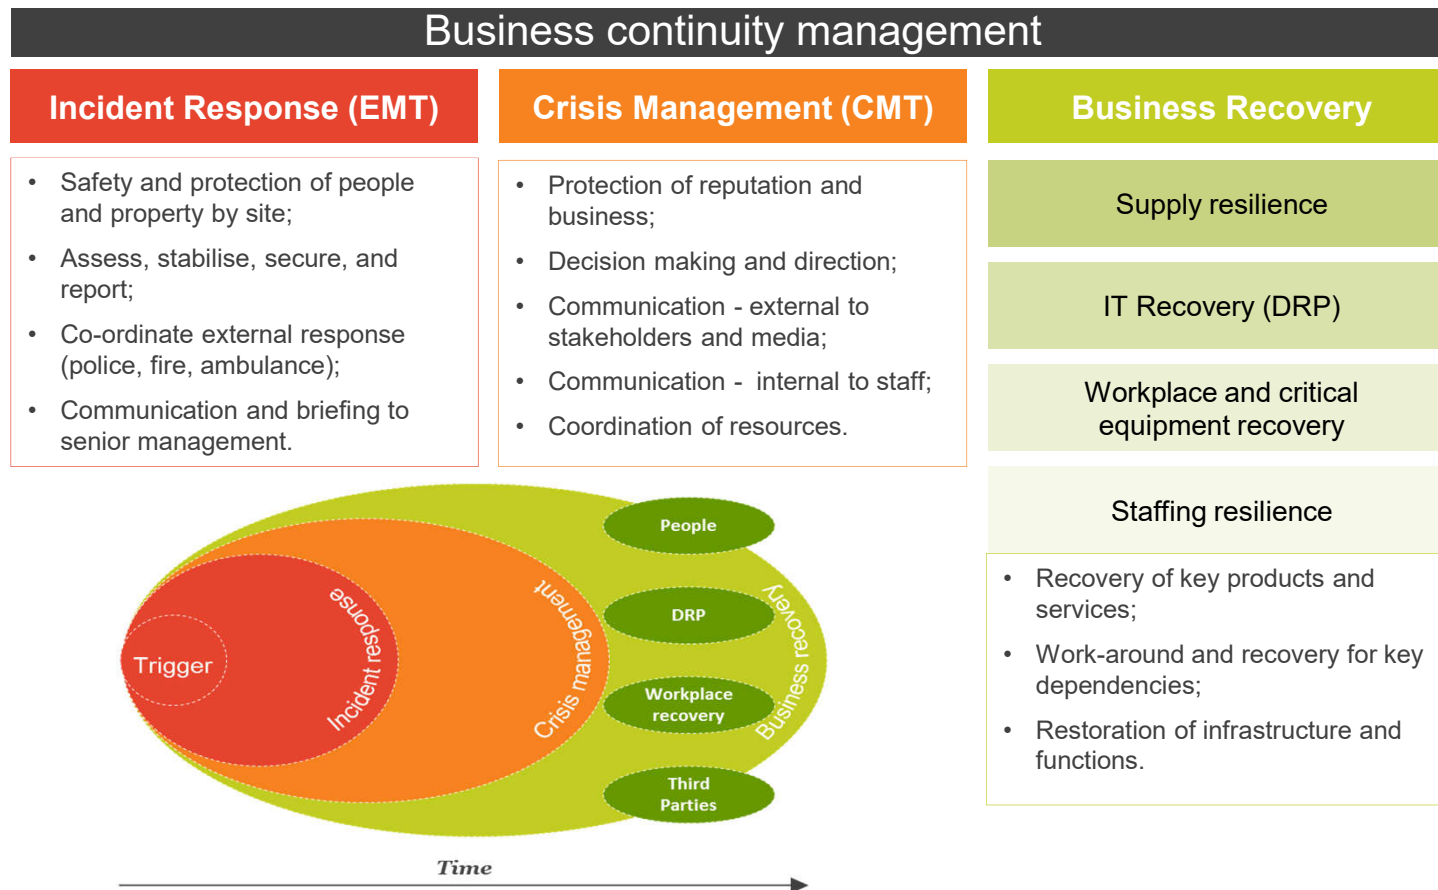 Business continuity management
Incident Response (EMT)
• Safety and protection of people
and property by site;
• Assess, stabilise, secure, and
report;
• Co-ordinate external response
(police, fire, ambulance);
• Communication and briefing to
senior management.
Crisis Management (CMT)
• Protection of reputation and
business;
• Decision making and direction;
• Communication - external to
stakeholders and media;
• Communication -  internal to staff;
• Coordination of resources.
Business Recovery
Supply resilience
IT Recovery (DRP)
Workplace and critical
equipment recovery
Staffing resilience
• Recovery of key products and
services;
• Work-around and recovery for key
dependencies;
• Restoration of infrastructure and
functions.
Trigger
Incident response
Crisis management
Business recovery
People
DRP
Workplace
recovery
Third
Parties
Time